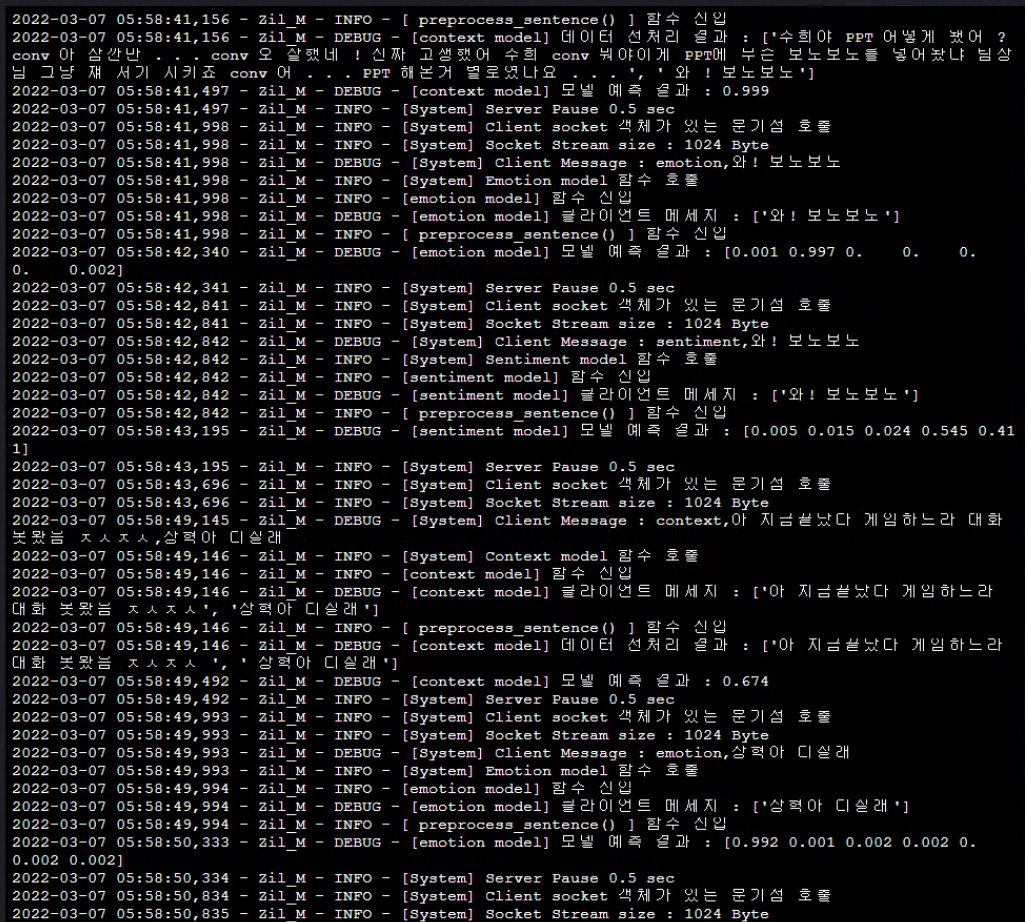 2022-03-07 05:58:41,156 - Zil_M - INFO - [ preprocess_sentence() ] 함수 진입
2022-03-07 05:58:41,156 - Zil_M - DEBUG - [context model] 데이터 전처리 결과 : ['수희야 PPT 어떻게 됐어 ?
conv 아 잠깐만 . . . conv 오 잘했네 ! 진짜 고생했어 수희 conv 뭐야이게 PPT에 무슨 보노보노를 넣어놨냐 팀장
님 그냥 쟤 서기 시키죠 conv 어 . . . PPT 해본거 별로였나요 . . . ', ' 와 ! 보노보노']
2022-03-07 05:58:41,497 - Zil_M - DEBUG - [context model] 모델 예측 결과 : 0.999
2022-03-07 05:58:41,497 - Zil_M - INFO - [System] Server Pause 0.5 sec
2022-03-07 05:58:41,998 - Zil_M - INFO - [System] Client socket 객체가 있는 분기점 호출
2022-03-07 05:58:41,998 - Zil_M - INFO - [System] Socket Stream size : 1024 Byte
2022-03-07 05:58:41,998 - Zil_M - DEBUG - [System] Client Message : emotion,와! 보노보노
2022-03-07 05:58:41,998 - Zil_M - INFO - [System] Emotion model 함수 호출
2022-03-07 05:58:41,998 - Zil_M - INFO - [emotion model] 함수 진입
2022-03-07 05:58:41,998 - Zil_M - DEBUG - [emotion model] 클라이언트 메세지 : ['와! 보노보노']
2022-03-07 05:58:41,998 - Zil_M - INFO - [ preprocess_sentence() ] 함수 진입
2022-03-07 05:58:42,340 - Zil_M - DEBUG - [emotion model] 모델 예측 결과 : [0.001 0.997 0. 0. 0.
0. 0.002]
2022-03-07 05:58:42,341 - Zil_M - INFO - [System] Server Pause 0.5 sec
2022-03-07 05:58:42,841 - Zil_M - INFO - [System] Client socket 객체가 있는 분기점 호출
2022-03-07 05:58:42,841 - Zil_M - INFO - [System] Socket Stream size : 1024 Byte
2022-03-07 05:58:42,842 - Zil_M - DEBUG - [System] Client Message : sentiment,와! 보노보노
2022-03-07 05:58:42,842 - Zil_M - INFO - [System] Sentiment model 함수 호출
2022-03-07 05:58:42,842 - Zil_M - INFO - [sentiment model] 함수 진입
2022-03-07 05:58:42,842 - Zil_M - DEBUG - [sentiment model] 클라이언트 메세지 : ['와! 보노보노']
2022-03-07 05:58:42,842 - Zil_M - INFO - [ preprocess_sentence() ] 함수 진입
2022-03-07 05:58:43,195 - Zil_M - DEBUG - [sentiment model] 모델 예측 결과 : [0.005 0.015 0.024 0.545 0.41
1]
2022-03-07 05:58:43,195 - Zil_M - INFO - [System] Server Pause 0.5 sec
2022-03-07 05:58:43,696 - Zil_M - INFO - [System] Client socket 객체가 있는 분기점 호출
2022-03-07 05:58:43,696 - Zil_M - INFO - [System] Socket Stream size : 1024 Byte
2022-03-07 05:58:49,145 - Zil_M - DEBUG - [System] Client Message : context,아 지금끝났다 게임하느라 대화
못봤음 ㅈㅅㅈㅅ,상혁아 디질래
2022-03-07 05:58:49,146 - Zil_M - INFO - [System] Context model 함수 호출
2022-03-07 05:58:49,146 - Zil_M - INFO - [context model] 함수 진입
2022-03-07 05:58:49,146 - Zil_M - DEBUG - [context model] 클라이언트 메세지 : ['아 지금끝났다 게임하느라
대화 못봤음 ㅈㅅㅈㅅ', '상혁아 디질래']
2022-03-07 05:58:49,146 - Zil_M - INFO - [ preprocess_sentence() ] 함수 진입
2022-03-07 05:58:49,146 - Zil_M - DEBUG - [context model] 데이터 전처리 결과 : ['아 지금끝났다 게임하느라
대화 못봤음 ㅈㅅㅈㅅ ', ' 상혁아 디질래']
2022-03-07 05:58:49,492 - Zil_M - DEBUG - [context model] 모델 예측 결과 : 0.674
2022-03-07 05:58:49,492 - Zil_M - INFO - [System] Server Pause 0.5 sec
2022-03-07 05:58:49,993 - Zil_M - INFO - [System] Client socket 객체가 있는 분기점 호출
2022-03-07 05:58:49,993 - Zil_M - INFO - [System] Socket Stream size : 1024 Byte
2022-03-07 05:58:49,993 - Zil_M - DEBUG - [System] Client Message : emotion,상혁아 디질래
2022-03-07 05:58:49,993 - Zil_M - INFO - [System] Emotion model 함수 호출
2022-03-07 05:58:49,994 - Zil_M - INFO - [emotion model] 함수 진입
2022-03-07 05:58:49,994 - Zil_M - DEBUG - [emotion model] 클라이언트 메세지 : ['상혁아 디질래']
2022-03-07 05:58:49,994 - Zil_M - INFO - [ preprocess_sentence() ] 함수 진입
2022-03-07 05:58:50,333 - Zil_M - DEBUG - [emotion model] 모델 예측 결과 : [0.992 0.001 0.002 0.002 0.
0.002 0.002]
2022-03-07 05:58:50,334 - Zil_M - INFO - [System] Server Pause 0.5 sec
2022-03-07 05:58:50,834 - Zil_M - INFO - [System] Client socket 객체가 있는 분기점 호출
2022-03-07 05:58:50,835 - Zil_M - INFO - [System] Socket Stream size : 1024 Byte